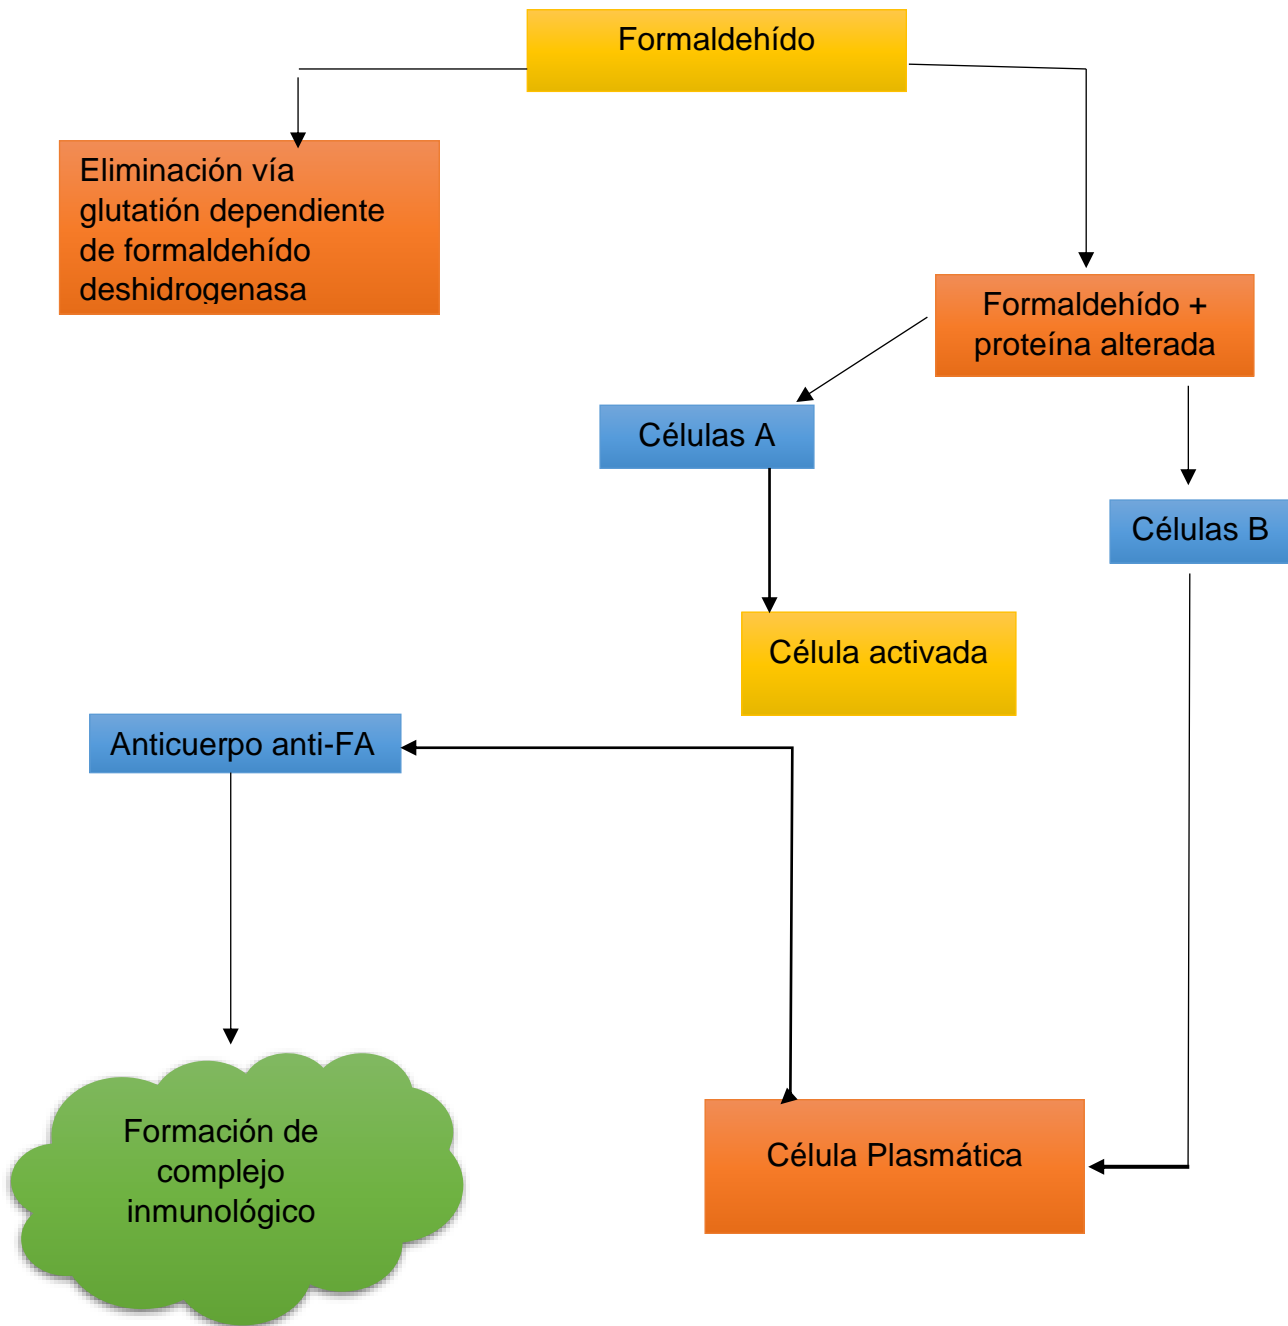 Formaldehído
Eliminación vía
glutatión dependiente
de formaldehído
deshidrogenasa
Formaldehído +
proteína alterada
Células A
Células B
Célula activada
Anticuerpo anti-FA
Formación de
complejo
inmunológico
Célula Plasmática